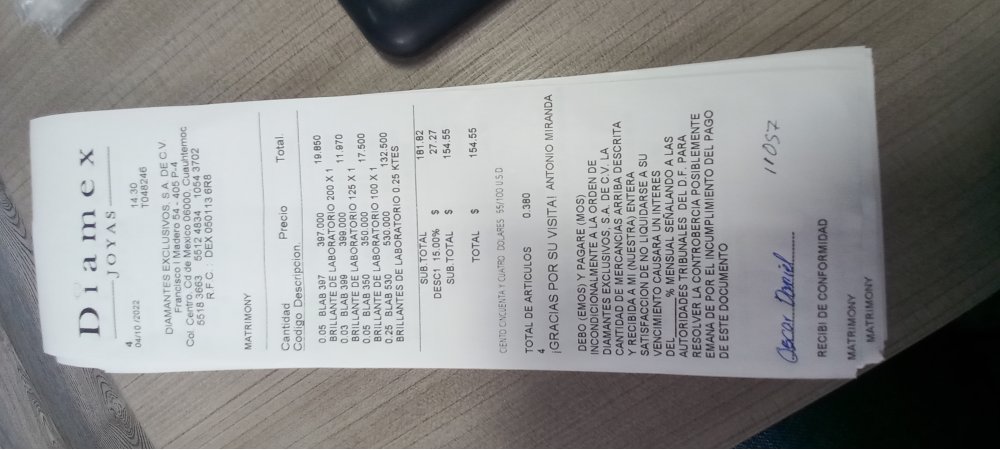 Diamex
JOYAS
4
04/10 /2022 14.30
T048246
DIAMANTES EXCLUSIVOS, S.A. DE C.V.
Francisco I Madero 54 - 405 P-4
Col. Centro, Cd de Mexico 06000, Cuauhtemoc
5518 3663 5512 4834 - 1054 3702
R.F.C. DEX 050113 6R8
MATRIMONY
Cantidad Precio Total.
Codigo Descripcion.
0.05 BLAB 397 397.000 19.850
BRILLANTE DE LABORATORIO 200 X 1
0.03 BLAB 399 399.000 11.970
BRILLANTE DE LABORATORIO 125 X 1
0.05 BLAB 350 350.000 17.500
BRILLANTE DE LABORATORIO 100 X 1
0.25 BLAB 530 530.000 132.500
BRILLANTES DE LABORATORIO 0.25 KTES
SUB.TOTAL 181.82
DESC1 15.00% $ 27.27
SUB.TOTAL $ 154.55
TOTAL $ 154.55
CIENTO CINCUENTA Y CUATRO DOLARES 55/100 U.S.D.
TOTAL DE ARTICULOS 0.380
4
¡GRACIAS POR SU VISITA! ANTONIO MIRANDA
DEBO (EMOS) Y PAGARE (MOS)
INCONDICIONALMENTE A LA ORDEN DE
DIAMANTES EXCLUSIVOS, S.A. DE C.V. LA
CANTIDAD DE MERCANCIAS ARRIBA DESCRITA
Y RECIBIDA A MI (NUESTRA) ENTERA
SATISFACCION DE NO LIQUIDARSE A SU
VENCIMIENTO CAUSARA UN INTERES
DEL % MENSUAL SEÑALANDO A LAS
AUTORIDADES TRIBUNALES DEL D.F. PARA
RESOLVER LA CONTROBERCIA POSIBLEMENTE
EMANA DE POR EL INCUMPLIMIENTO DEL PAGO
DE ESTE DOCUMENTO
11057
Oscar Daniel
RECIBI DE CONFORMIDAD
MATRIMONY
MATRIMONY